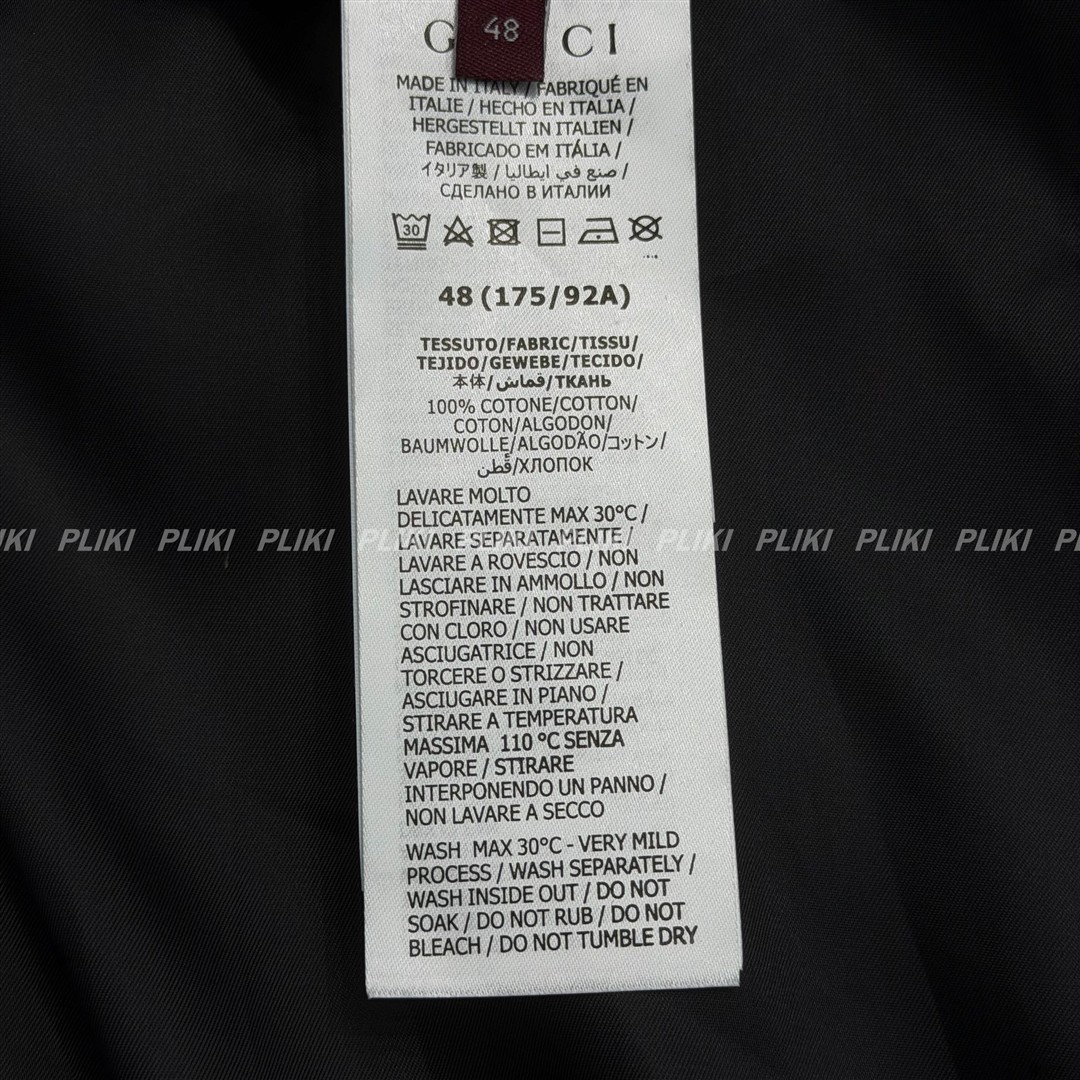 48
GUCCI
MADE IN ITALY / FABRIQUÉ EN
ITALIE / HECHO EN ITALIA /
HERGESTELLT IN ITALIEN /
FABRICADO EM ITÁLIA /
イタリア製 / صنع في ايطاليا /
СДЕЛАНО В ИТАЛИИ
30
48 (175/92A)
TESSUTO/FABRIC/TISSU/
TEJIDO/GEWEBE/TECIDO/
本体/قماش/ТКАНЬ
100% COTONE/COTTON/
COTON/ALGODON/
BAUMWOLLE/ALGODÃO/コットン/
قُطن/ХЛОПОК
LAVARE MOLTO
DELICATAMENTE MAX 30°C /
LAVARE SEPARATAMENTE /
LAVARE A ROVESCIO / NON
LASCIARE IN AMMOLLO / NON
STROFINARE / NON TRATTARE
CON CLORO / NON USARE
ASCIUGATRICE / NON
TORCERE O STRIZZARE /
ASCIUGARE IN PIANO /
STIRARE A TEMPERATURA
MASSIMA 110 °C SENZA
VAPORE / STIRARE
INTERPONENDO UN PANNO /
NON LAVARE A SECCO
WASH MAX 30°C - VERY MILD
PROCESS / WASH SEPARATELY /
WASH INSIDE OUT / DO NOT
SOAK / DO NOT RUB / DO NOT
BLEACH / DO NOT TUMBLE DRY
PLIKI PLIKI PLIKI PLIKI PLIKI PLIKI PLIKI PLIKI